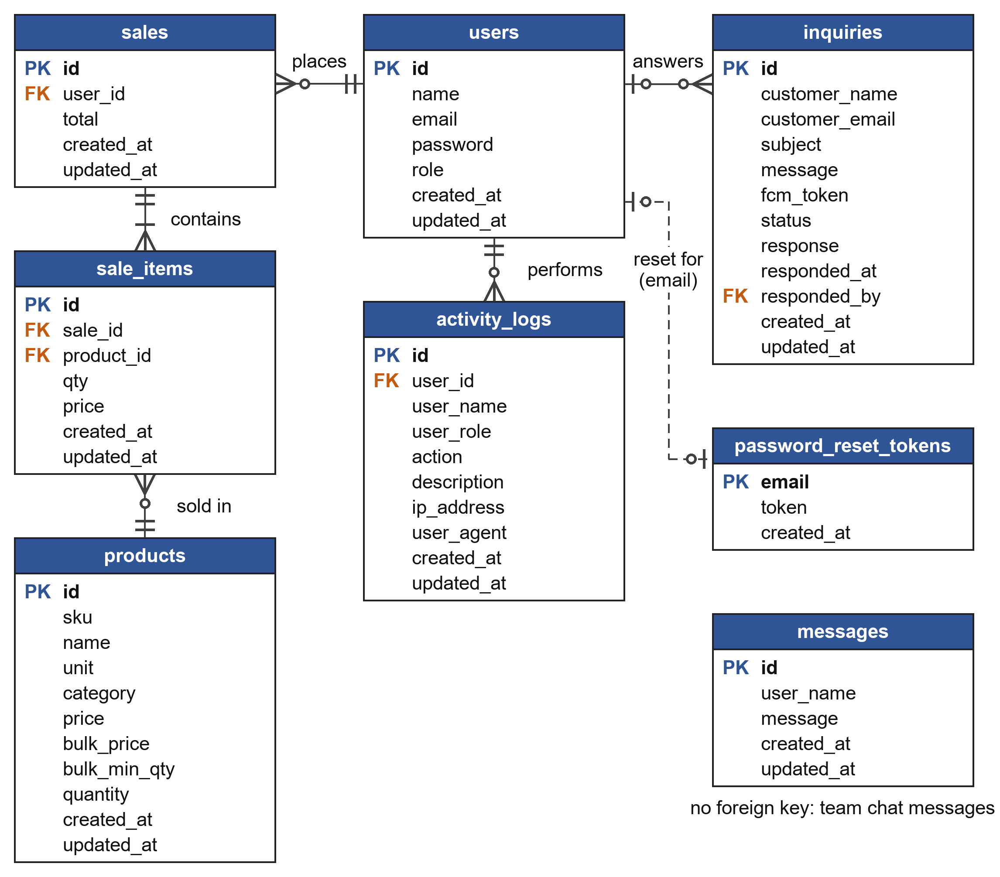 sales
PK id
FK user_id
total
created_at
updated_at
places
users
PK id
name
email
password
role
created_at
updated_at
answers
inquiries
PK id
customer_name
customer_email
subject
message
fcm_token
status
response
responded_at
FK responded_by
created_at
updated_at
contains
sale_items
PK id
FK sale_id
FK product_id
qty
price
created_at
updated_at
performs
reset for
(email)
activity_logs
PK id
FK user_id
user_name
user_role
action
description
ip_address
user_agent
created_at
updated_at
password_reset_tokens
PK email
token
created_at
sold in
products
PK id
sku
name
unit
category
price
bulk_price
bulk_min_qty
quantity
created_at
updated_at
messages
PK id
user_name
message
created_at
updated_at
no foreign key: team chat messages